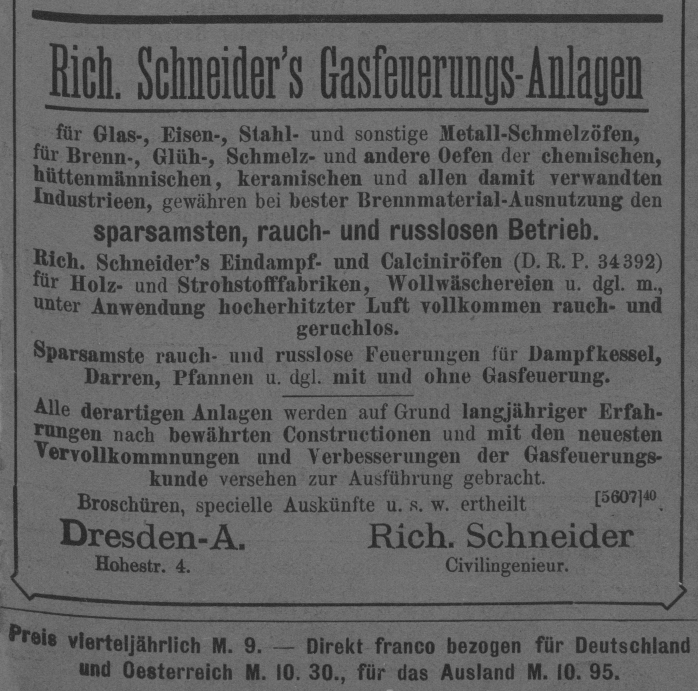 Rich. Schneider's Gasfeuerungs-Anlagen
für Glas-, Eisen-, Stahl- und sonstige Metall-Schmelzöfen,
für Brenn-, Glüh-, Schmelz- und andere Oefen der chemischen,
hüttenmännischen, keramischen und allen damit verwandten
Industrieen, gewähren bei bester Brennmaterial-Ausnutzung den
sparsamsten, rauch- und russlosen Betrieb.
Rich. Schneider's Eindampf- und Calciniröfen (D. R. P. 34392)
für Holz- und Strohstofffabriken, Wollwäschereien u. dgl. m.,
unter Anwendung hocherhitzter Luft vollkommen rauch- und
geruchlos.
Sparsamste rauch- und russlose Feuerungen für Dampfkessel,
Darren, Pfannen u. dgl. mit und ohne Gasfeuerung.
Alle derartigen Anlagen werden auf Grund langjähriger Erfah-
rungen nach bewährten Constructionen und mit den neuesten
Vervollkommnungen und Verbesserungen der Gasfeuerungs-
kunde versehen zur Ausführung gebracht.
Broschüren, specielle Auskünfte u. s. w. ertheilt [5607]40
Dresden-A. Rich. Schneider
Hohestr. 4. Civilingenieur.
Preis vierteljährlich M. 9. — Direkt franco bezogen für Deutschland
und Oesterreich M. 10. 30., für das Ausland M. 10. 95.